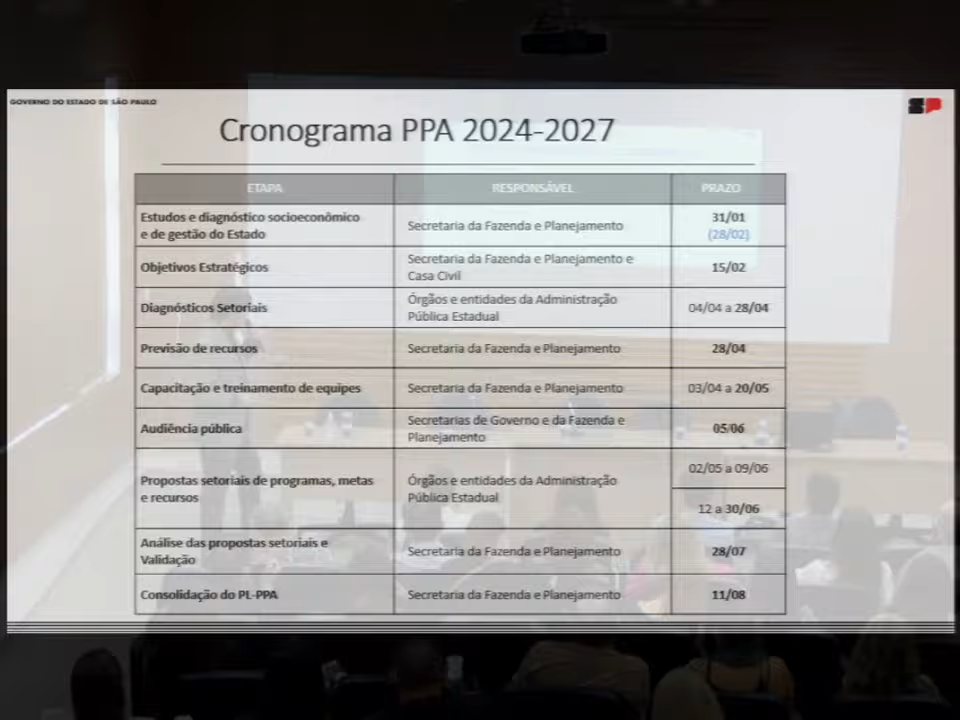 GOVERNO DO ESTADO DE SÃO PAULO
SP
Cronograma PPA 2024-2027
ETAPA
RESPONSÁVEL
PRAZO
Estudos e diagnóstico socioeconômico
e de gestão do Estado
Secretaria da Fazenda e Planejamento
31/01
(28/02)
Objetivos Estratégicos
Secretaria da Fazenda e Planejamento e
Casa Civil
15/02
Diagnósticos Setoriais
Órgãos e entidades da Administração
Pública Estadual
04/04 a 28/04
Previsão de recursos
Secretaria da Fazenda e Planejamento
28/04
Capacitação e treinamento de equipes
Secretaria da Fazenda e Planejamento
03/04 a 20/05
Audiência pública
Secretarias de Governo e da Fazenda e
Planejamento
05/06
Propostas setoriais de programas, metas
e recursos
Órgãos e entidades da Administração
Pública Estadual
02/05 a 09/06
12 a 30/06
Análise das propostas setoriais e
Validação
Secretaria da Fazenda e Planejamento
28/07
Consolidação do PL-PPA
Secretaria da Fazenda e Planejamento
11/08